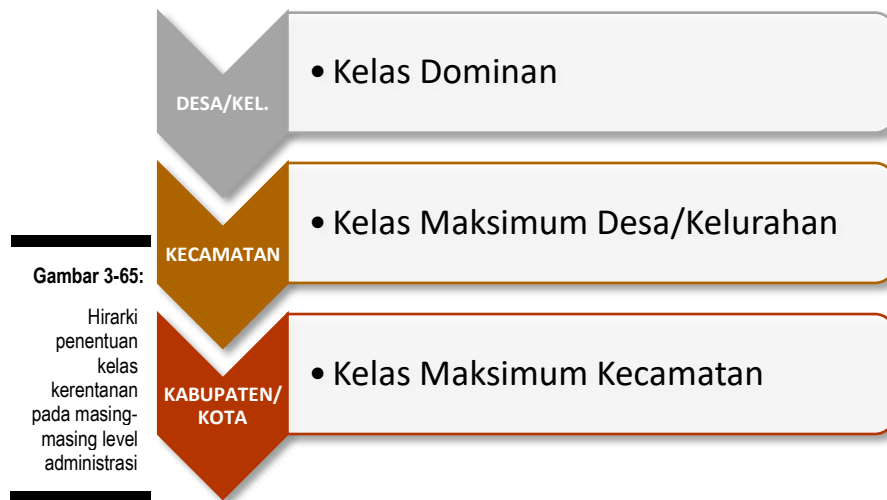 DESA/KEL.
• Kelas Dominan
KECAMATAN
• Kelas Maksimum Desa/Kelurahan
KABUPATEN/
KOTA
• Kelas Maksimum Kecamatan
Gambar 3-65:
Hirarki
penentuan
kelas
kerentanan
pada masing-
masing level
administrasi